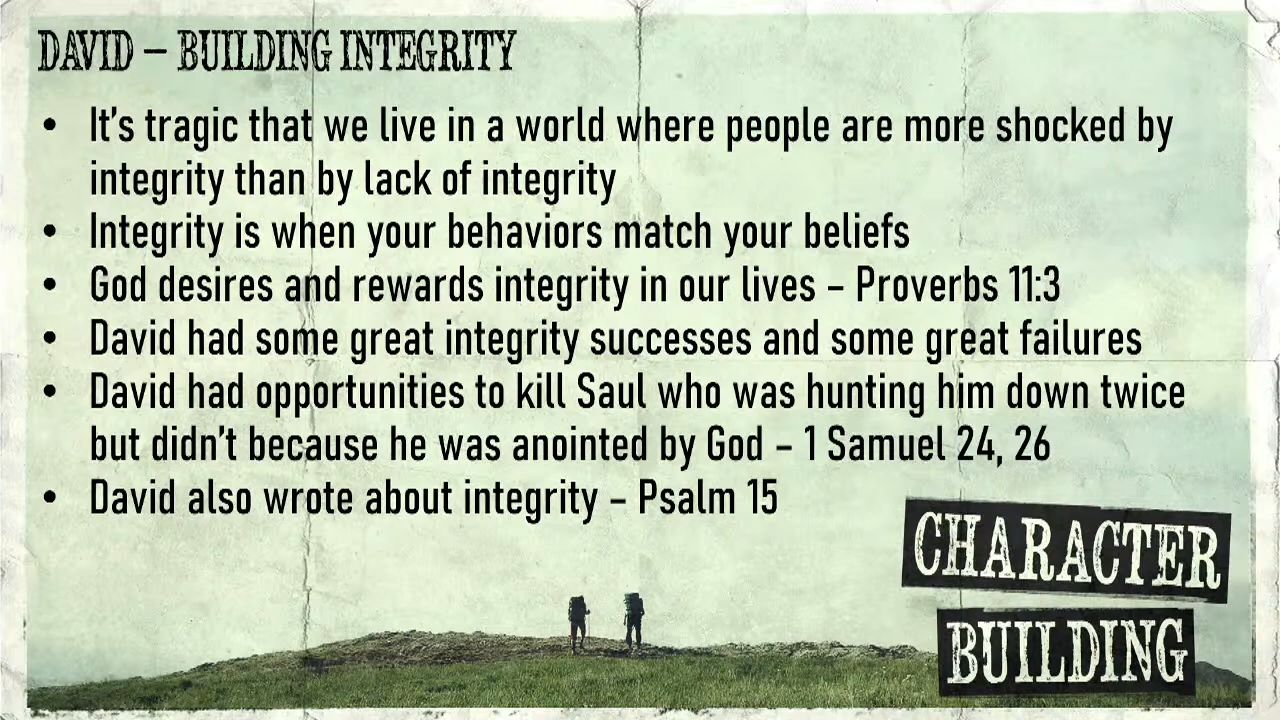 DAVID – BUILDING INTEGRITY
• It's tragic that we live in a world where people are more shocked by
integrity than by lack of integrity
• Integrity is when your behaviors match your beliefs
• God desires and rewards integrity in our lives – Proverbs 11:3
• David had some great integrity successes and some great failures
• David had opportunities to kill Saul who was hunting him down twice
but didn't because he was anointed by God – 1 Samuel 24, 26
• David also wrote about integrity – Psalm 15
CHARACTER
BUILDING